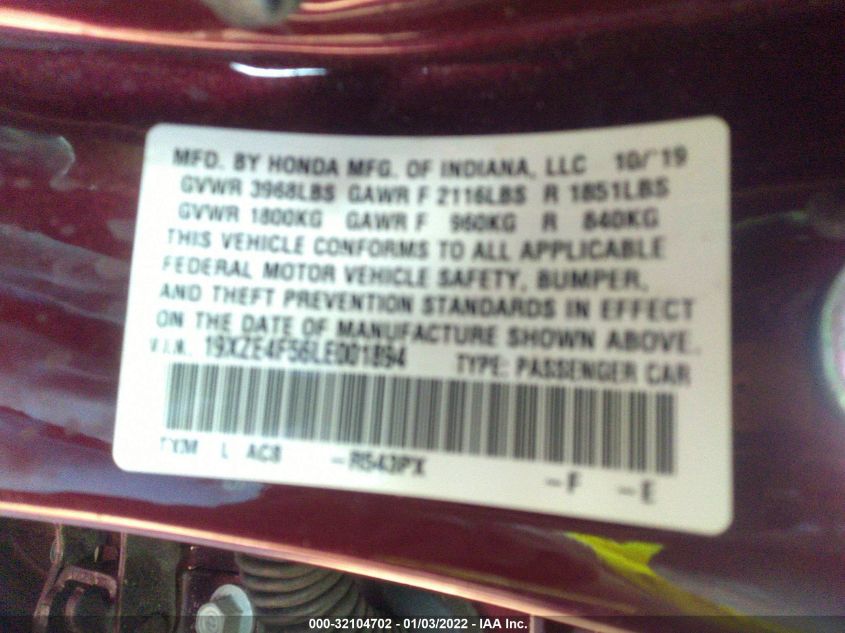 MFD. BY HONDA MFG. OF INDIANA, LLC 10/'19
GVWR 3968LBS GAWR F 2116LBS R 1851LBS
GVWR 1800KG GAWR F 960KG R 840KG
THIS VEHICLE CONFORMS TO ALL APPLICABLE
FEDERAL MOTOR VEHICLE SAFETY, BUMPER,
AND THEFT PREVENTION STANDARDS IN EFFECT
ON THE DATE OF MANUFACTURE SHOWN ABOVE.
V.I.N. 19XZE4F56LE001894 TYPE: PASSENGER CAR
L AC8 -R543PX -F -E
000-32104702 - 01/03/2022 - IAA Inc.